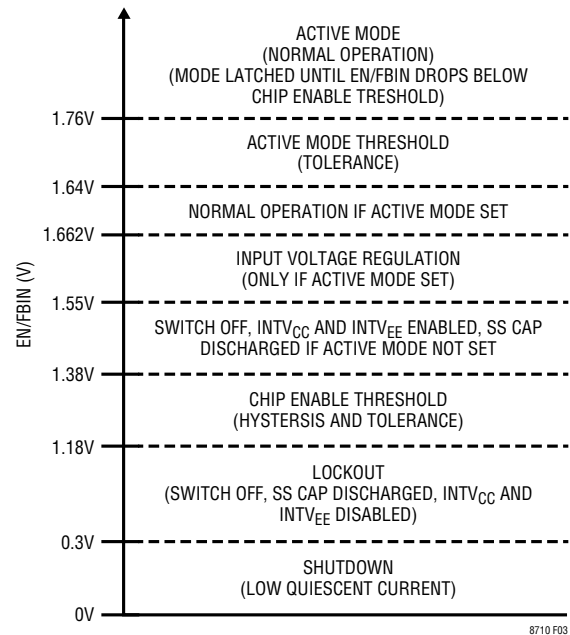 ACTIVE MODE
(NORMAL OPERATION)
(MODE LATCHED UNTIL EN/FBIN DROPS BELOW
CHIP ENABLE TRESHOLD)
1.76V
ACTIVE MODE THRESHOLD
(TOLERANCE)
1.64V
NORMAL OPERATION IF ACTIVE MODE SET
1.662V
INPUT VOLTAGE REGULATION
(ONLY IF ACTIVE MODE SET)
EN/FBIN (V)
1.55V
SWITCH OFF, INTVCC AND INTVEE ENABLED, SS CAP
DISCHARGED IF ACTIVE MODE NOT SET
1.38V
CHIP ENABLE THRESHOLD
(HYSTERSIS AND TOLERANCE)
1.18V
LOCKOUT
(SWITCH OFF, SS CAP DISCHARGED, INTVCC AND
INTVEE DISABLED)
0.3V
SHUTDOWN
(LOW QUIESCENT CURRENT)
0V
8710 F03